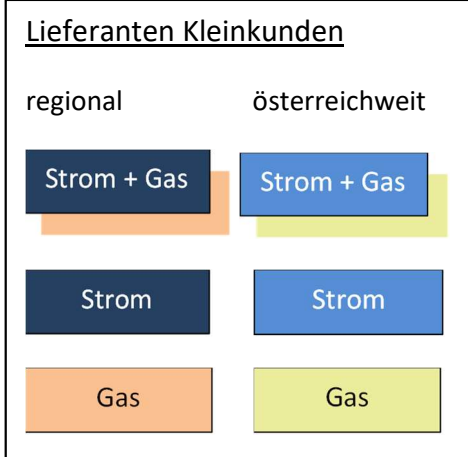 Lieferanten Kleinkunden
regional österreichweit
Strom + Gas Strom + Gas
Strom Strom
Gas Gas